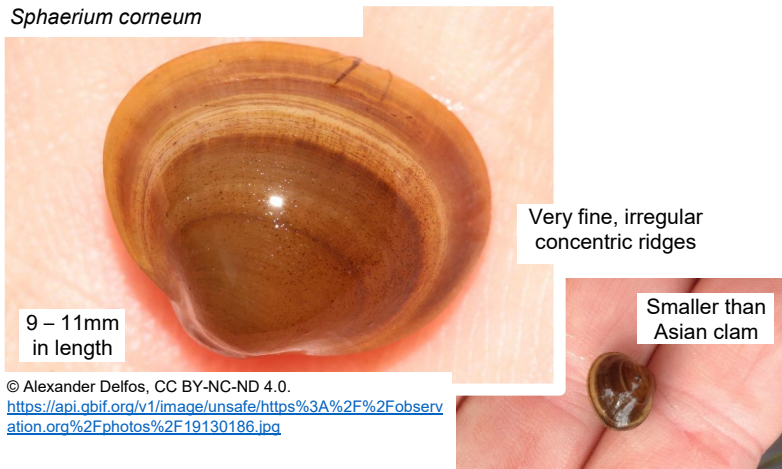 Sphaerium corneum
Very fine, irregular
concentric ridges
9 – 11mm
in length
Smaller than
Asian clam
© Alexander Delfos, CC BY-NC-ND 4.0.
https://api.gbif.org/v1/image/unsafe/https%3A%2F%2Fobserv
ation.org%2Fphotos%2F19130186.jpg